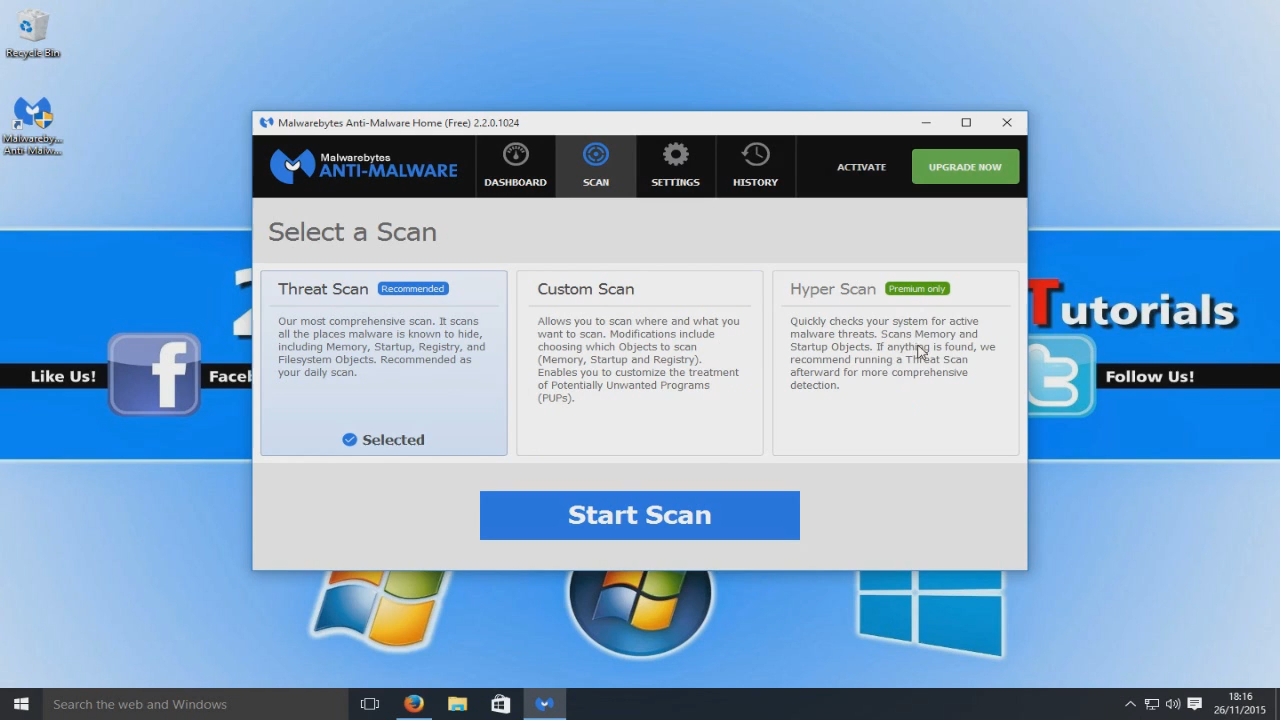 Recycle Bin
Malwareby...
Anti-Malw...
Malwarebytes Anti-Malware Home (Free) 2.2.0.1024
Malwarebytes
ANTI-MALWARE
DASHBOARD
SCAN
SETTINGS
HISTORY
ACTIVATE
UPGRADE NOW
Select a Scan
Threat Scan Recommended
Our most comprehensive scan. It scans
all the places malware are known to hide,
including Memory, Startup, Registry, and
Filesystem Objects. Recommended as
your daily scan.
Selected
Custom Scan
Allows you to scan where and what you
want to scan. Modifications include
choosing which Objects to scan
(Memory, Startup and Registry).
Enables you to customize the treatment
of Potentially Unwanted Programs
(PUPs).
Hyper Scan Premium only
Quickly checks your system for active
malware threats. Scans Memory and
Startup Objects. If anything is found, we
recommend running a Threat Scan
afterward for more comprehensive
detection.
Start Scan
2
Tutorials
Like Us!
f
Faceb
t
Follow Us!
Search the web and Windows
18:16
26/11/2015